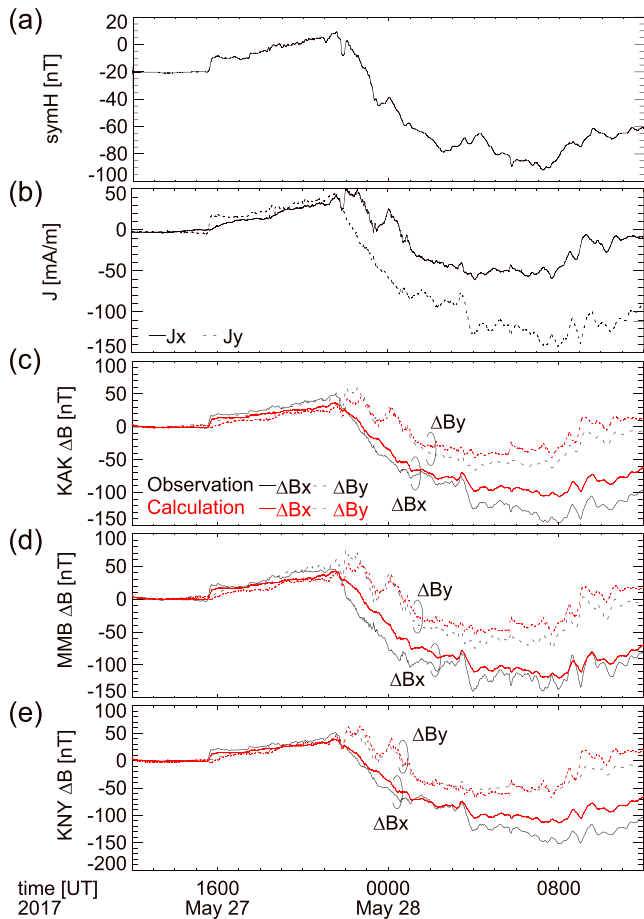 (a)
symH [nT]
20
0
-20
-40
-60
-80
-100
(b)
J [mA/m]
50
0
-50
-100
-150
Jx Jy
(c)
KAK ΔB [nT]
100
50
0
-50
-100
-150
ΔBy
Observation ΔBx ΔBy
Calculation ΔBx ΔBy
ΔBx
(d)
MMB ΔB [nT]
100
50
0
-50
-100
-150
ΔBy
ΔBx
(e)
KNY ΔB [nT]
100
50
0
-50
-100
-150
-200
ΔBy
ΔBx
time [UT] 1600 0000 0800
2017 May 27 May 28